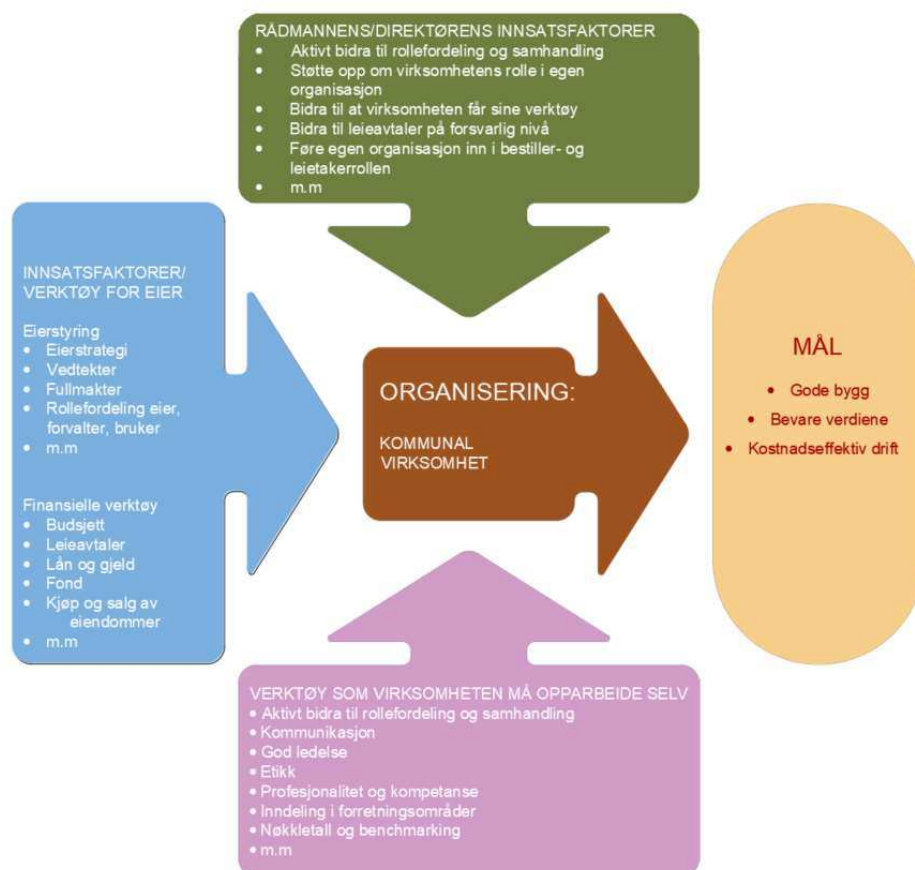 RÅDMANNENS/DIREKTØRENS INNSATSFAKTORER
• Aktivt bidra til rollefordeling og samhandling
• Støtte opp om virksomhetens rolle i egen
organisasjon
• Bidra til at virksomheten får sine verktøy
• Bidra til leieavtaler på forsvarlig nivå
• Føre egen organisasjon inn i bestiller- og
leietakerrollen
• m.m
INNSATSFAKTORER/
VERKTØY FOR EIER
Eierstyring
• Eierstrategi
• Vedtekter
• Fullmakter
• Rollefordeling eier,
forvalter, bruker
• m.m
Finansielle verktøy
• Budsjett
• Leieavtaler
• Lån og gjeld
• Fond
• Kjøp og salg av
eiendommer
• m.m
ORGANISERING:
KOMMUNAL
VIRKSOMHET
MÅL
• Gode bygg
• Bevare verdiene
• Kostnadseffektiv drift
VERKTØY SOM VIRKSOMHETEN MÅ OPPARBEIDE SELV
• Aktivt bidra til rollefordeling og samhandling
• Kommunikasjon
• God ledelse
• Etikk
• Profesjonalitet og kompetanse
• Inndeling i forretningsområder
• Nøkkletall og benchmarking
• m.m